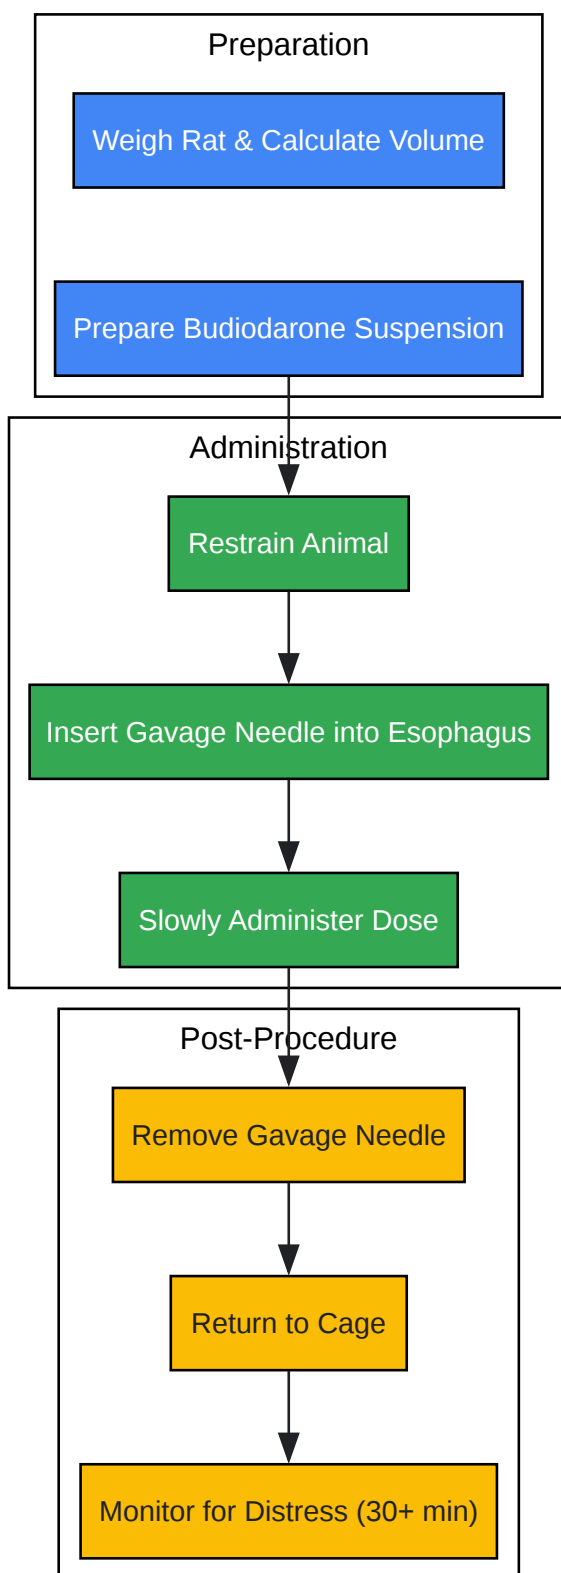 Preparation
Weigh Rat & Calculate Volume
Prepare Budiodarone Suspension
Administration
Restrain Animal
Insert Gavage Needle into Esophagus
Slowly Administer Dose
Post-Procedure
Remove Gavage Needle
Return to Cage
Monitor for Distress (30+ min)